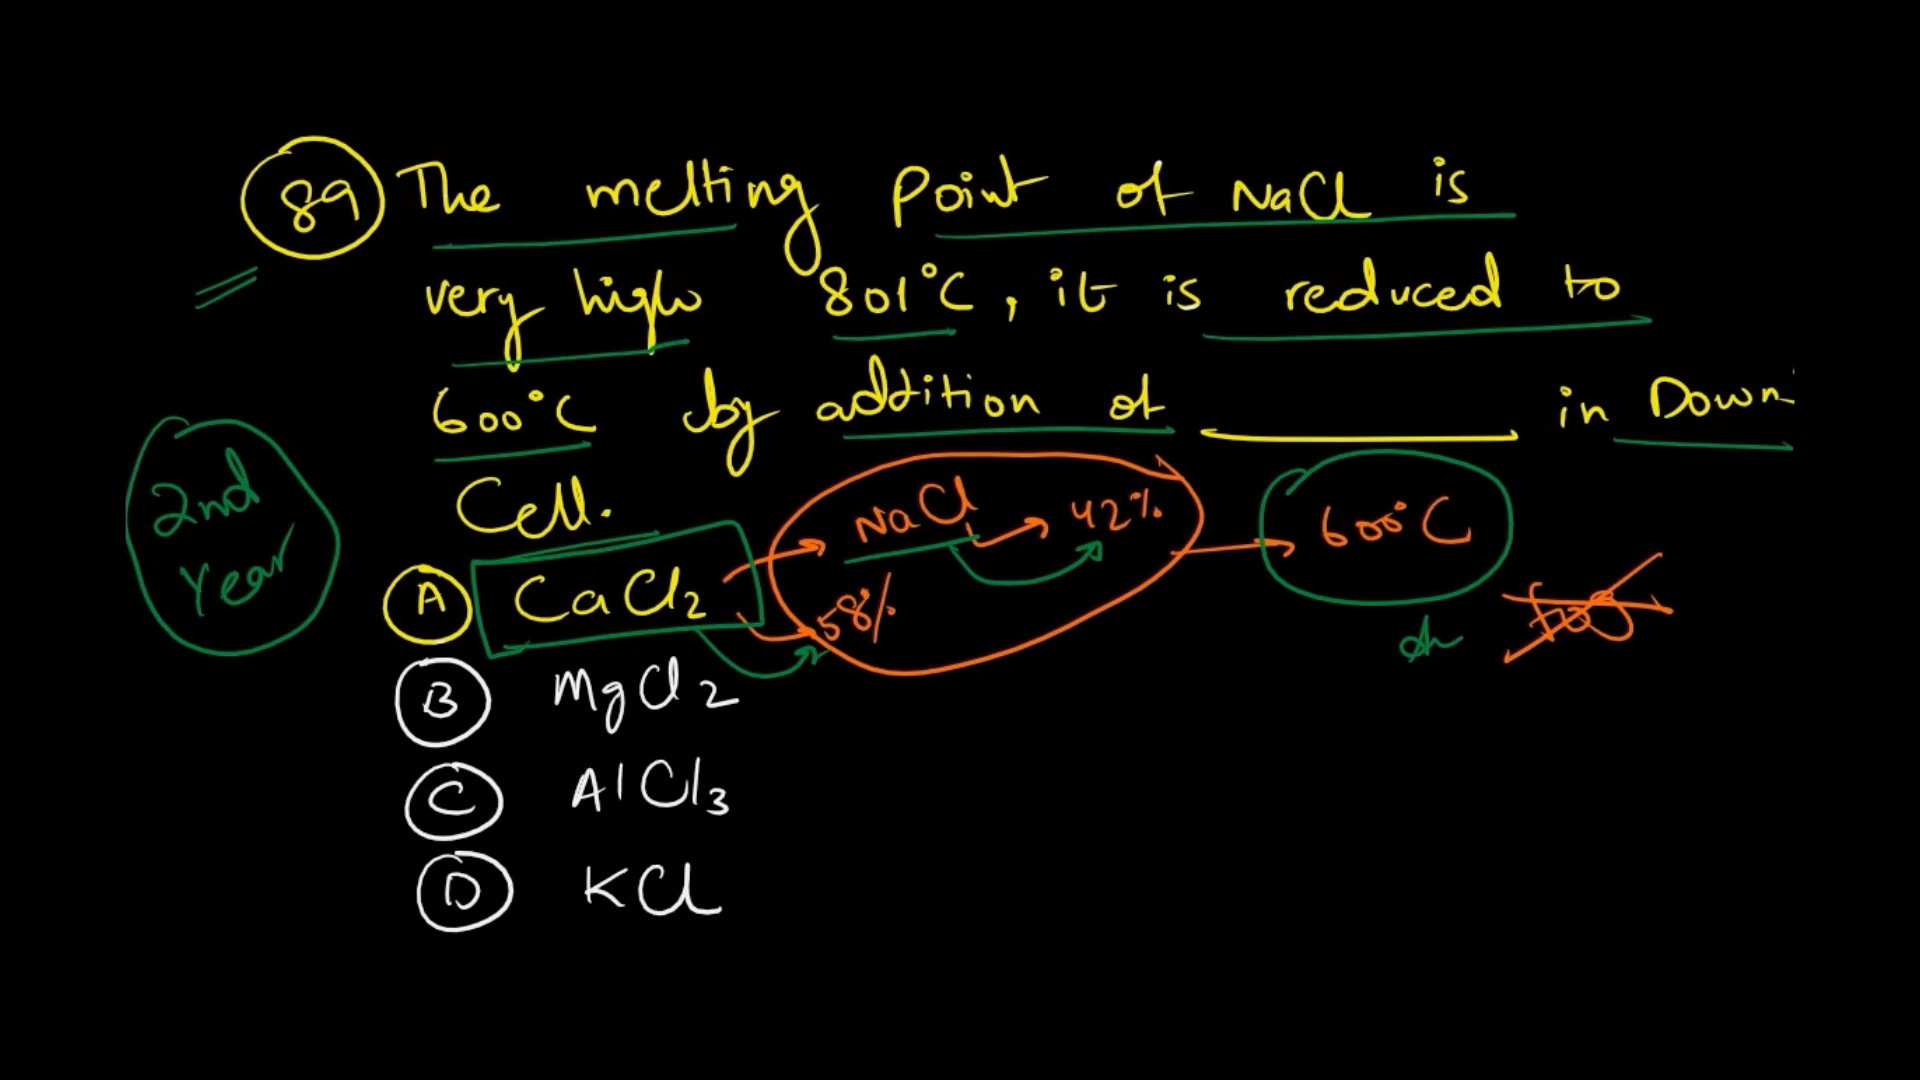 89 The melting Point of NaCl is
very high 801°C, it is reduced to
600°C by addition of ______ in Down
Cell.
NaCl 42% 600°C
2nd
Year
A CaCl2 58%
B MgCl2
C AlCl3
D KCl